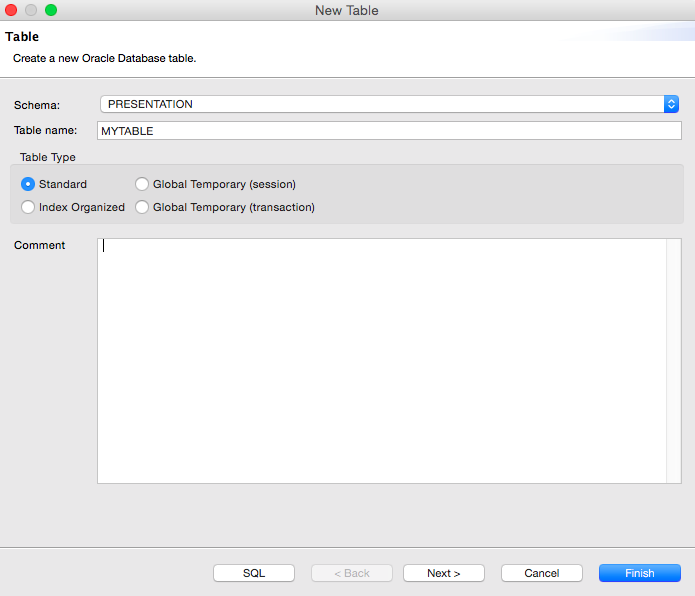 New Table
Table
Create a new Oracle Database table.
Schema: PRESENTATION
Table name: MYTABLE
Table Type
Standard Global Temporary (session)
Index Organized Global Temporary (transaction)
Comment
SQL < Back Next > Cancel Finish